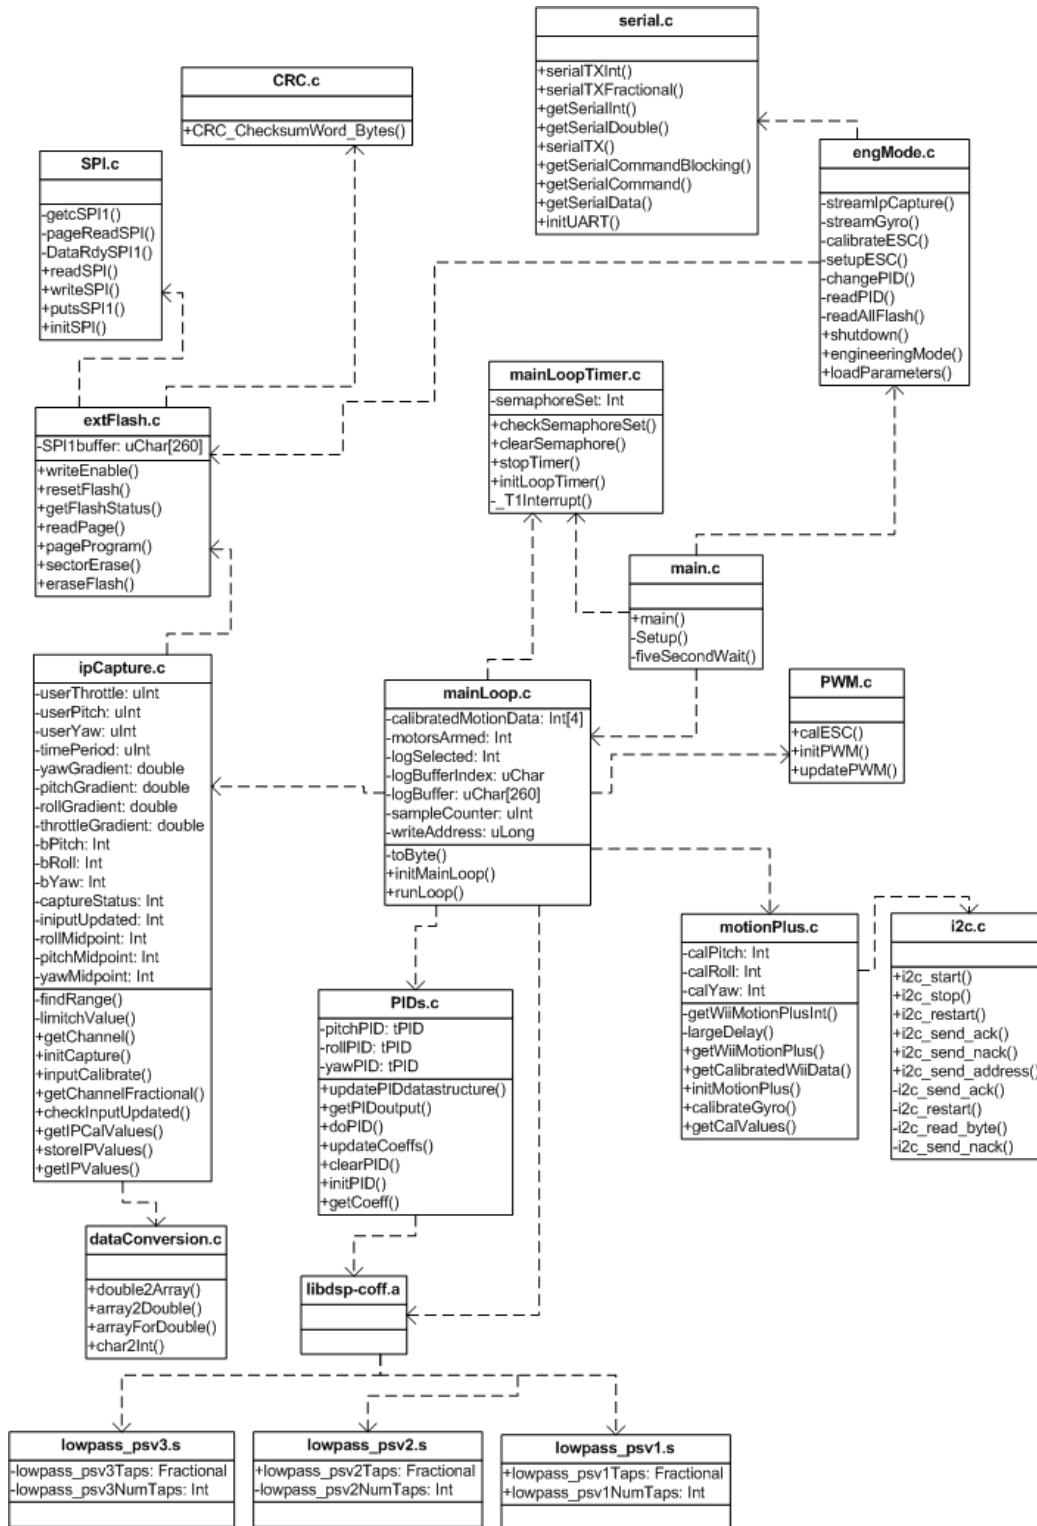 serial.c
+serialTXInt()
+serialTXFractional()
+getSerialInt()
+getSerialDouble()
+serialTX()
+getSerialCommandBlocking()
+getSerialCommand()
+getSerialData()
+initUART()
CRC.c
+CRC_ChecksumWord_Bytes()
engMode.c
-streamIpCapture()
-streamGyro()
-calibrateESC()
-setupESC()
-changePID()
-readPID()
-readAllFlash()
+shutdown()
+engineeringMode()
+loadParameters()
SPI.c
-getcSPI1()
-pageReadSPI()
-DataRdySPI1()
+readSPI()
+writeSPI()
+putsSPI1()
+initSPI()
mainLoopTimer.c
-semaphoreSet: Int
+checkSemaphoreSet()
+clearSemaphore()
+stopTimer()
+initLoopTimer()
-_T1Interrupt()
extFlash.c
-SPI1buffer: uChar[260]
+writeEnable()
+resetFlash()
+getFlashStatus()
+readPage()
+pageProgram()
+sectorErase()
+eraseFlash()
main.c
+main()
-Setup()
-fiveSecondWait()
ipCapture.c
-userThrottle: uInt
-userPitch: uInt
-userYaw: uInt
-timePeriod: uInt
-yawGradient: double
-pitchGradient: double
-rollGradient: double
-throttleGradient: double
-bPitch: Int
-bRoll: Int
-bYaw: Int
-captureStatus: Int
-iniputUpdated: Int
-rollMidpoint: Int
-pitchMidpoint: Int
-yawMidpoint: Int
-findRange()
-limitchValue()
+getChannel()
+initCapture()
+inputCalibrate()
+getChannelFractional()
+checkInputUpdated()
+getIPCalValues()
+storeIPValues()
+getIPValues()
mainLoop.c
-calibratedMotionData: Int[4]
-motorsArmed: Int
-logSelected: Int
-logBufferIndex: uChar
-logBuffer: uChar[260]
-sampleCounter: uInt
-writeAddress: uLong
-toByte()
+initMainLoop()
+runLoop()
PWM.c
+calESC()
+initPWM()
+updatePWM()
motionPlus.c
-calPitch: Int
-calRoll: Int
-calYaw: Int
-getWiiMotionPlusInt()
-largeDelay()
+getWiiMotionPlus()
+getCalibratedWiiData()
+initMotionPlus()
+calibrateGyro()
+getCalValues()
i2c.c
+i2c_start()
+i2c_stop()
+i2c_restart()
+i2c_send_ack()
+i2c_send_nack()
+i2c_send_address()
-i2c_send_ack()
-i2c_restart()
-i2c_read_byte()
-i2c_send_nack()
PIDs.c
-pitchPID: tPID
-rollPID: tPID
-yawPID: tPID
+updatePIDdatastructure()
+getPIDoutput()
+doPID()
+updateCoeffs()
+clearPID()
+initPID()
+getCoeff()
dataConversion.c
+double2Array()
+array2Double()
+arrayForDouble()
+char2Int()
libdsp-coff.a
lowpass_psv3.s
-lowpass_psv3Taps: Fractional
-lowpass_psv3NumTaps: Int
lowpass_psv2.s
+lowpass_psv2Taps: Fractional
-lowpass_psv2NumTaps: Int
lowpass_psv1.s
+lowpass_psv1Taps: Fractional
+lowpass_psv1NumTaps: Int